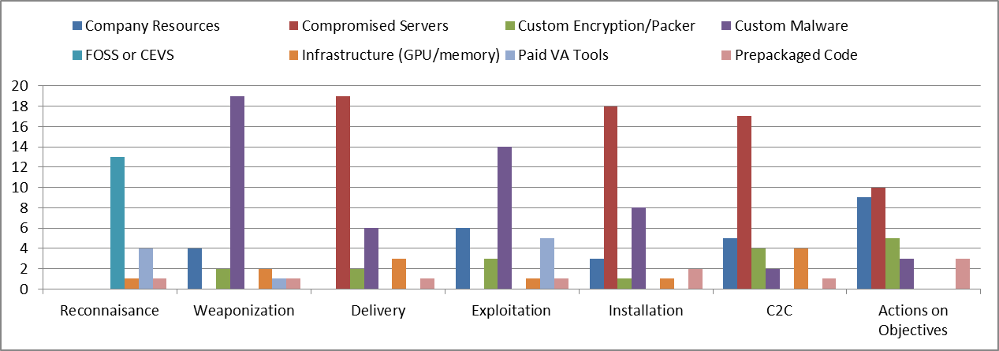 Company Resources Compromised Servers Custom Encryption/Packer Custom Malware
FOSS or CEVS Infrastructure (GPU/memory) Paid VA Tools Prepackaged Code
20
18
16
14
12
10
8
6
4
2
0
Reconnaisance Weaponization Delivery Exploitation Installation C2C Actions on
Objectives